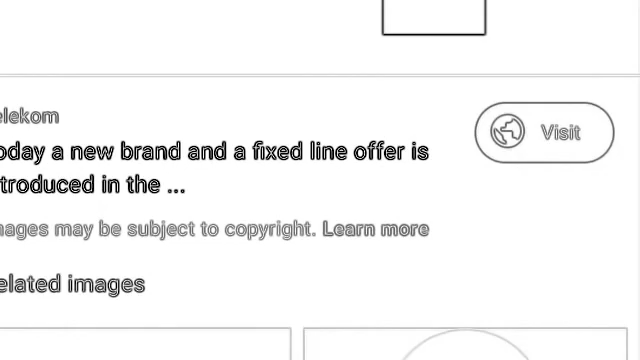 elekom
Visit
oday a new brand and a fixed line offer is
troduced in the ...
mages may be subject to copyright. Learn more
elated images